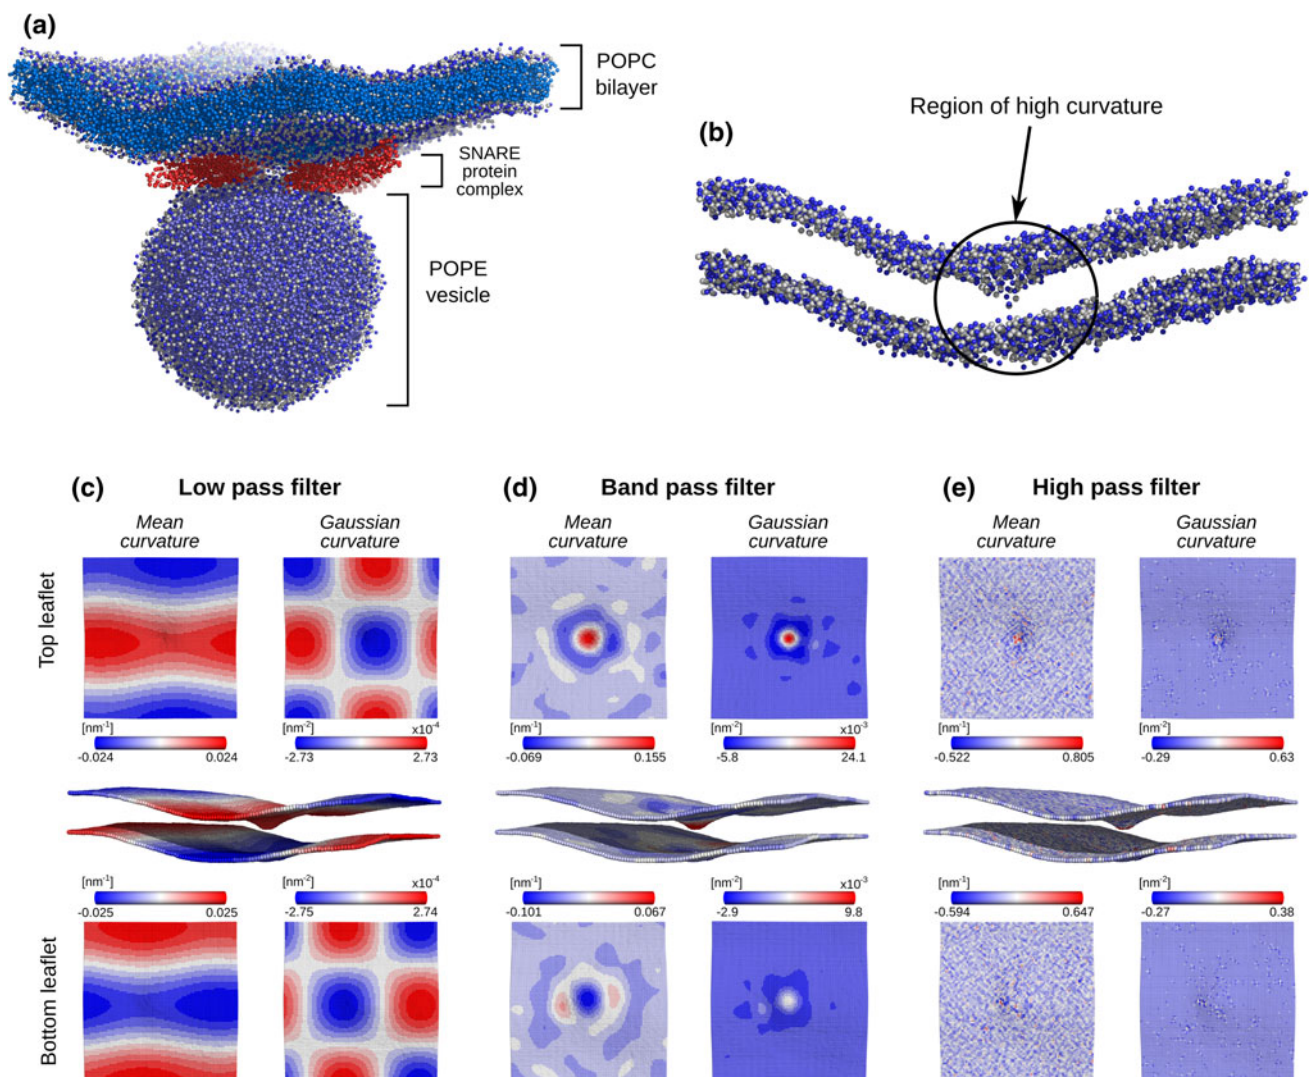 (a)
POPC
bilayer
SNARE
protein
complex
POPE
vesicle
(b)
Region of high curvature
(c) Low pass filter
Mean
curvature
Gaussian
curvature
(d) Band pass filter
Mean
curvature
Gaussian
curvature
(e) High pass filter
Mean
curvature
Gaussian
curvature
Top leaflet
[nm-1]
-0.024 0.024
[nm-2] x10-4
-2.73 2.73
[nm-1]
-0.069 0.155
[nm-2] x10-3
-5.8 24.1
[nm-1]
-0.522 0.805
[nm-2]
-0.29 0.63
[nm-1]
-0.025 0.025
[nm-2] x10-4
-2.75 2.74
[nm-1]
-0.101 0.067
[nm-2] x10-3
-2.9 9.8
[nm-1]
-0.594 0.647
[nm-2]
-0.27 0.38
Bottom leaflet